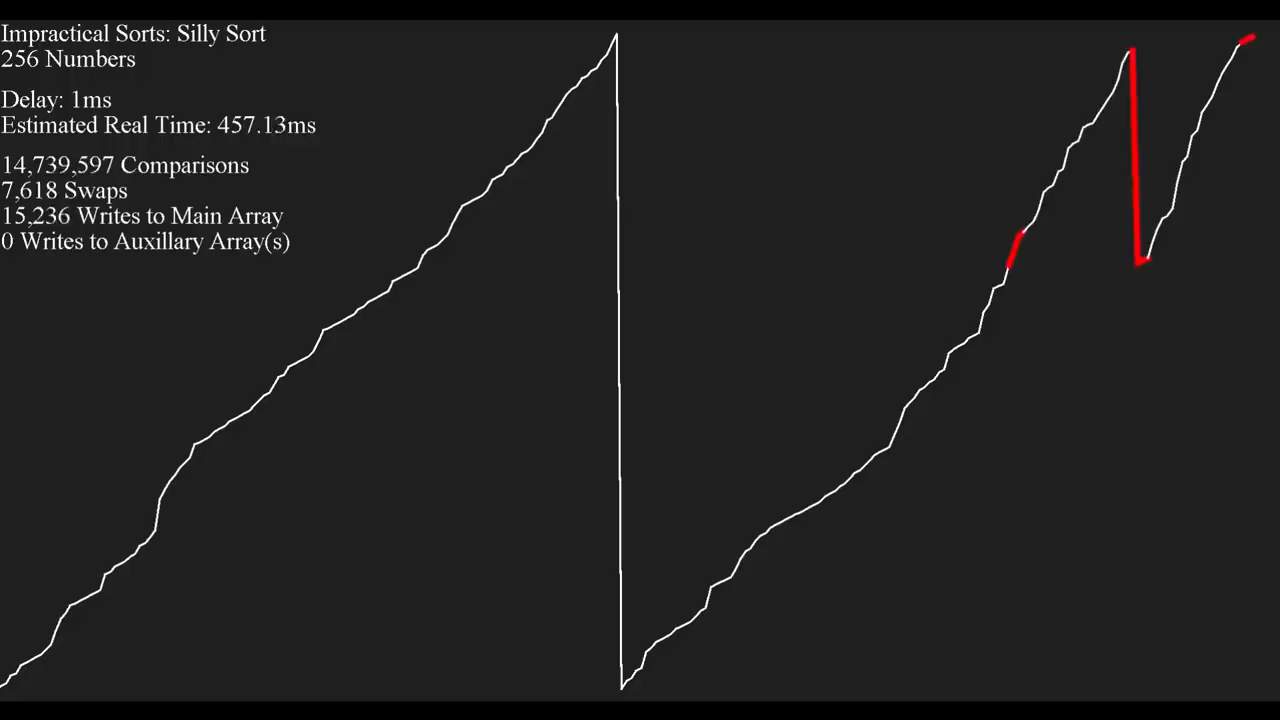 Impractical Sorts: Silly Sort
256 Numbers
Delay: 1ms
Estimated Real Time: 457.13ms
14,739,597 Comparisons
7,618 Swaps
15,236 Writes to Main Array
0 Writes to Auxillary Array(s)